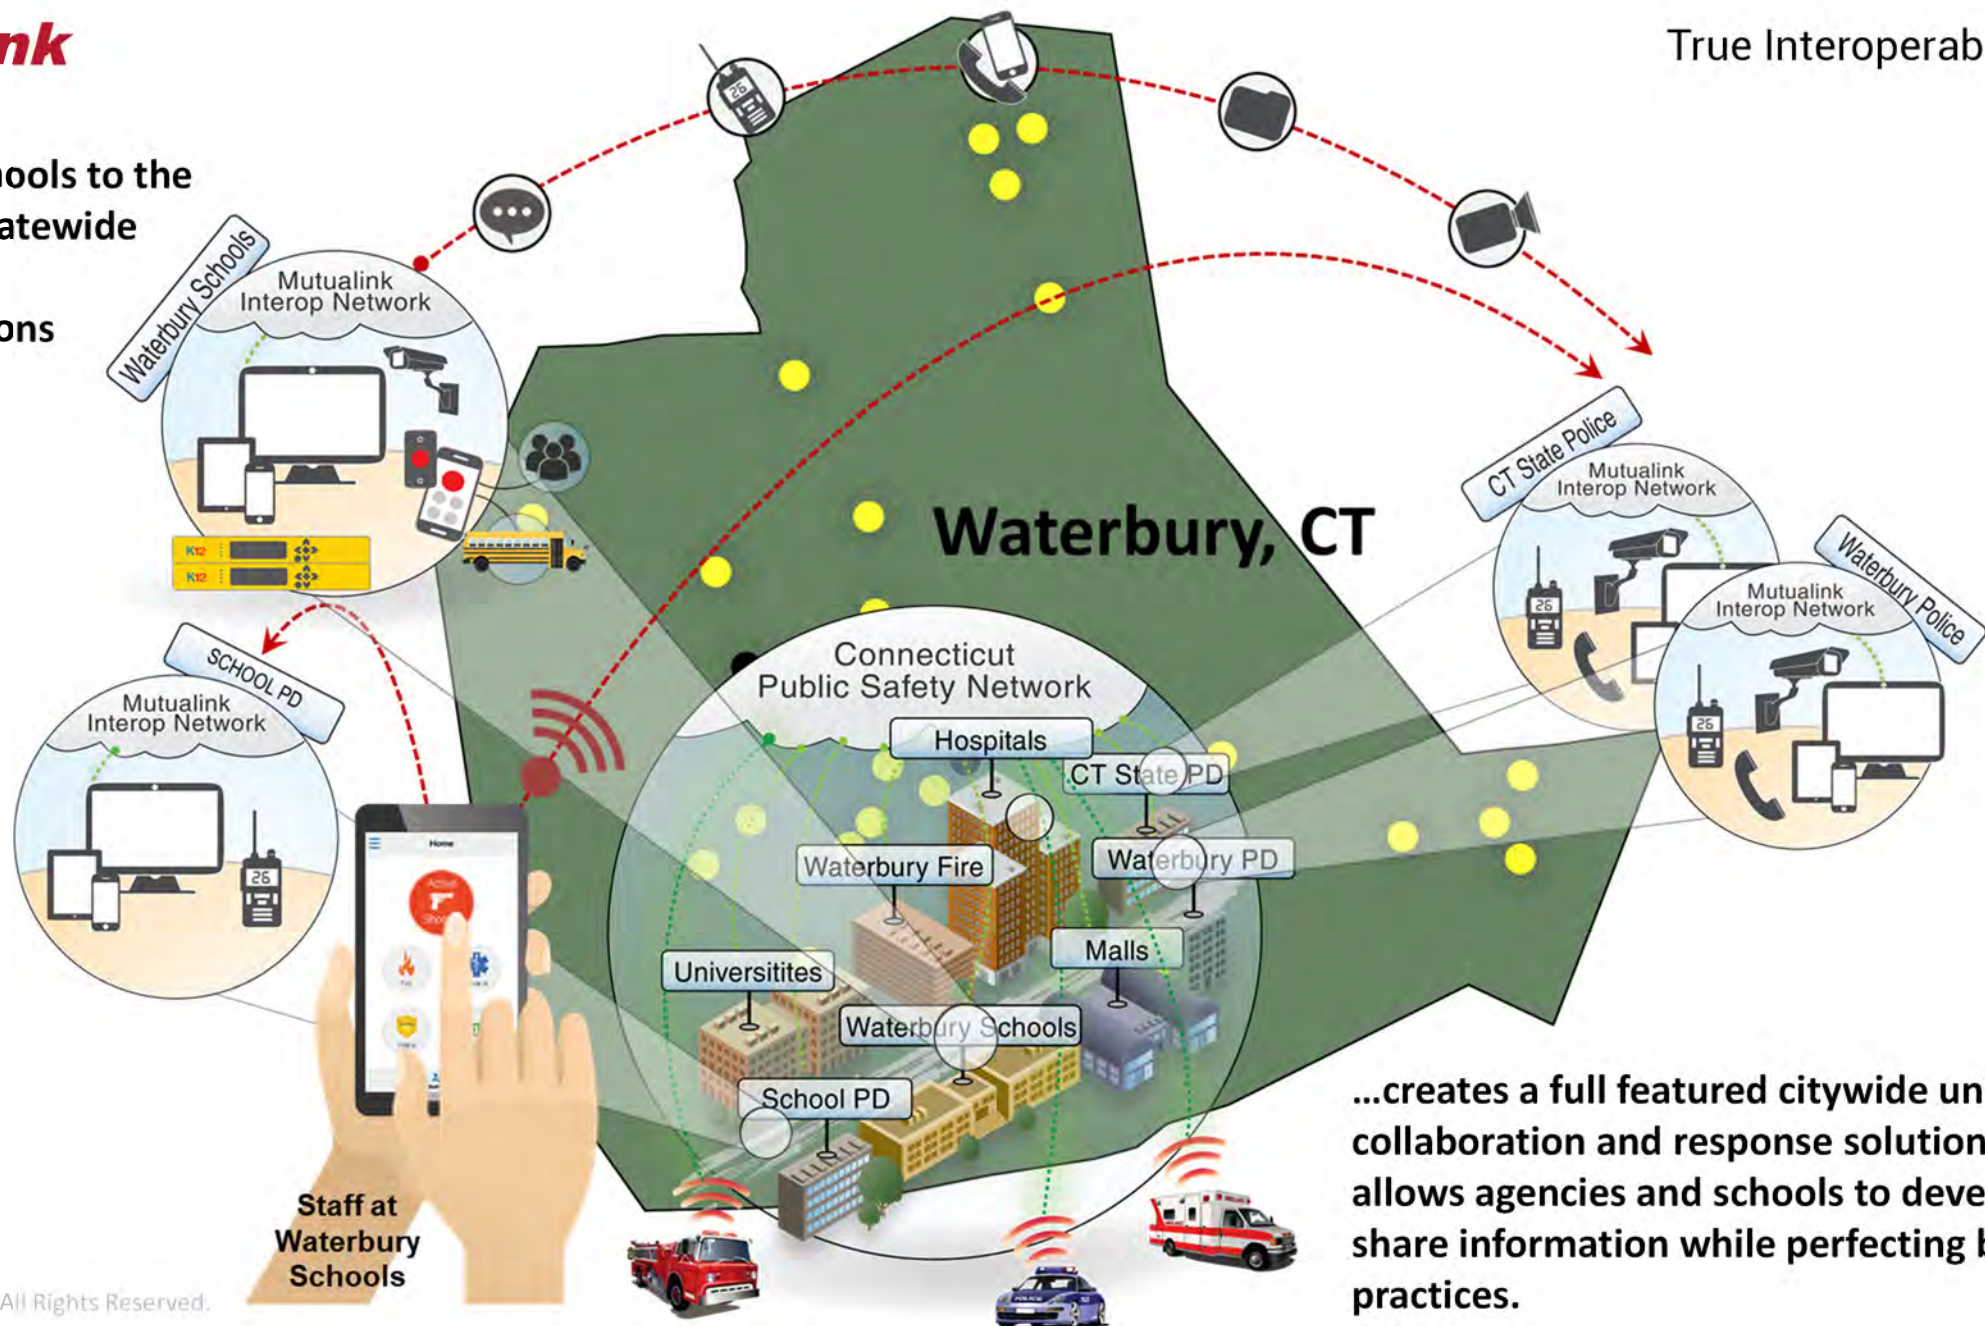 nk
True Interoperab
ools to the
atewide
ons
Waterbury Schools
Mutualink
Interop Network
K12
K12
26
Waterbury, CT
CT State Police
Mutualink
Interop Network
26
Waterbury Police
Mutualink
Interop Network
26
SCHOOL PD
Mutualink
Interop Network
26
Connecticut
Public Safety Network
Hospitals
CT State PD
Waterbury Fire
Waterbury PD
Universitites
Malls
Waterbury Schools
School PD
Home
Active
Staff at
Waterbury
Schools
POLICE
...creates a full featured citywide un
collaboration and response solution
allows agencies and schools to deve
share information while perfecting b
practices.
All Rights Reserved.